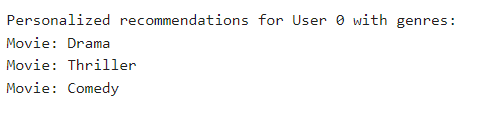 Personalized recommendations for User 0 with genres:
Movie: Drama
Movie: Thriller
Movie: Comedy